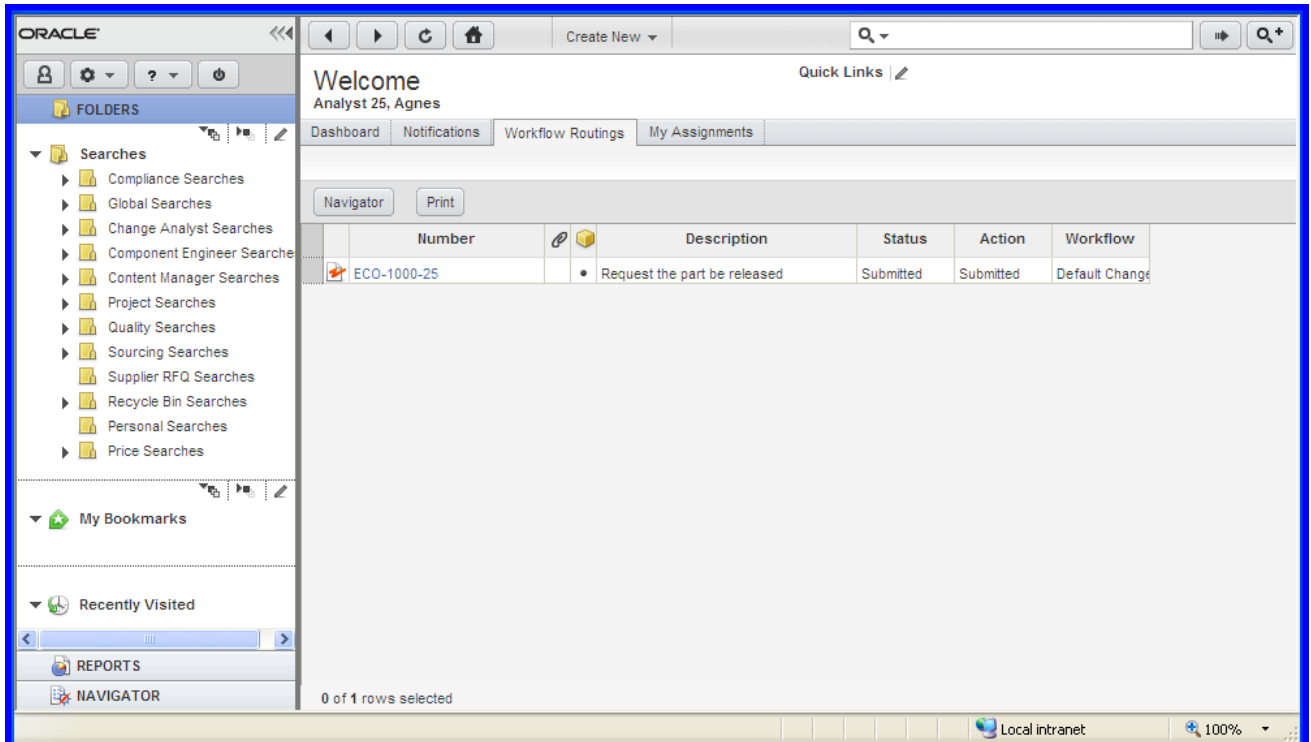 ORACLE
Create New
?
FOLDERS
Searches
Compliance Searches
Global Searches
Change Analyst Searches
Component Engineer Searche
Content Manager Searches
Project Searches
Quality Searches
Sourcing Searches
Supplier RFQ Searches
Recycle Bin Searches
Personal Searches
Price Searches
My Bookmarks
Recently Visited
REPORTS
NAVIGATOR
Welcome
Quick Links
Analyst 25, Agnes
Dashboard Notifications Workflow Routings My Assignments
Navigator Print
Number Description Status Action Workflow
ECO-1000-25 Request the part be released Submitted Submitted Default Change
0 of 1 rows selected
Local intranet 100%